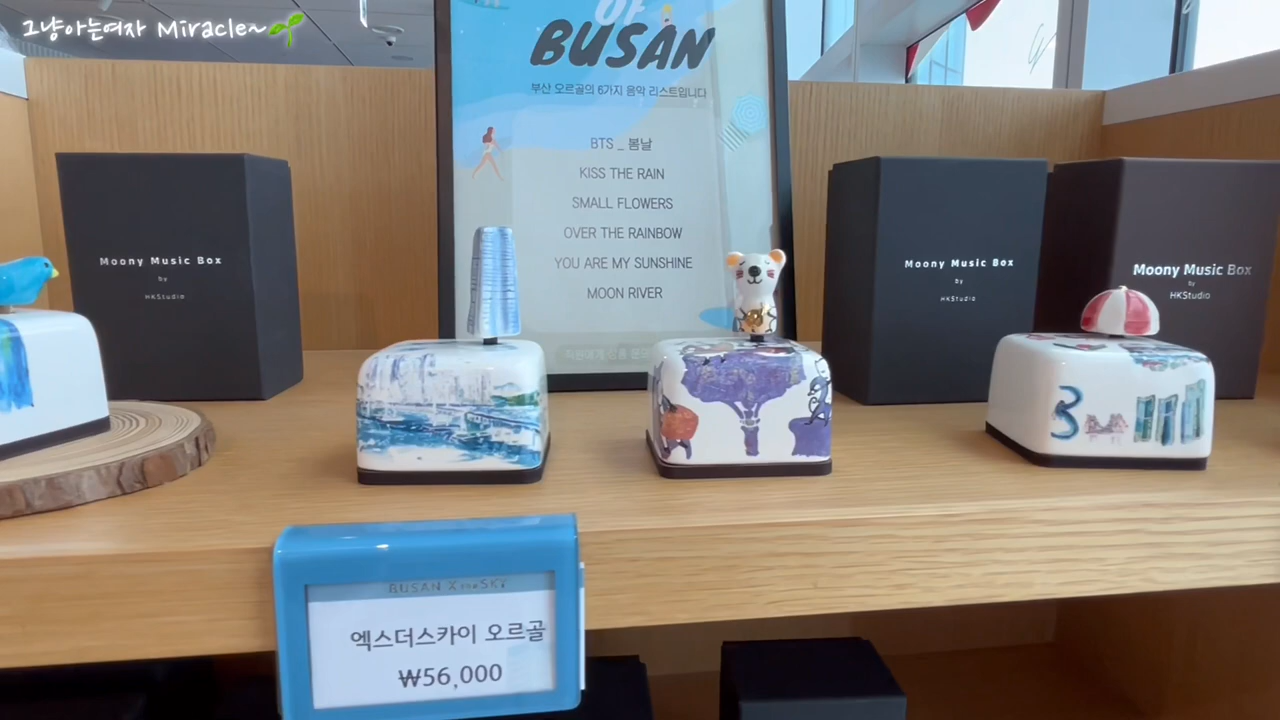 그냥아는여자 Miracle~
야
BUSAN
부산 오르골의 6가지 음악 리스트입니다
BTS _ 봄날
KISS THE RAIN
SMALL FLOWERS
OVER THE RAINBOW
YOU ARE MY SUNSHINE
MOON RIVER
Moony Music Box
by
HKStudio
Moony Music Box
by
HKStudio
Moony Music Box
By
HKStudio
B
BUSAN X the SKY
엑스더스카이 오르골
₩56,000